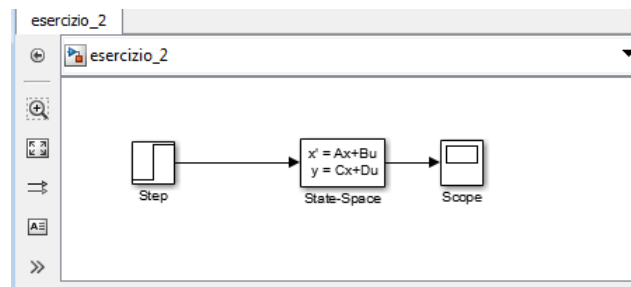 esercizio_2
esercizio_2
x' = Ax+Bu
y = Cx+Du
Step
State-Space
Scope